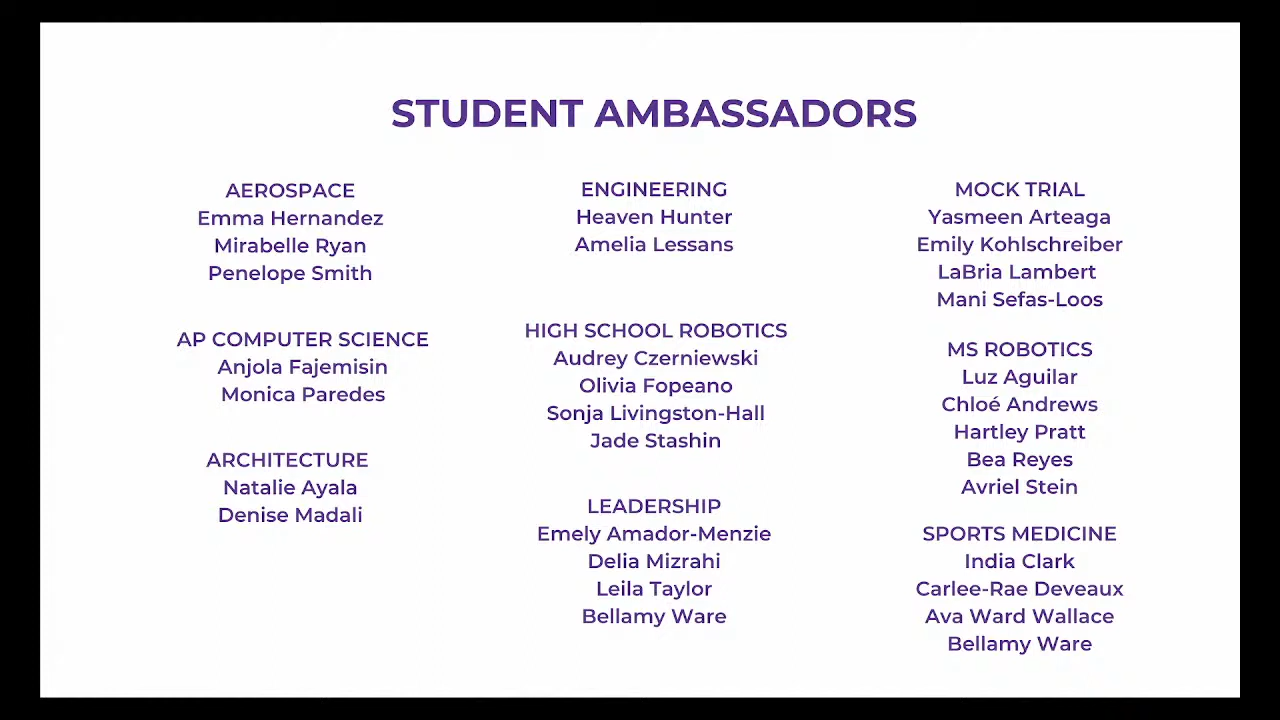 STUDENT AMBASSADORS
AEROSPACE
Emma Hernandez
Mirabelle Ryan
Penelope Smith
AP COMPUTER SCIENCE
Anjola Fajemisin
Monica Paredes
ARCHITECTURE
Natalie Ayala
Denise Madali
ENGINEERING
Heaven Hunter
Amelia Lessans
HIGH SCHOOL ROBOTICS
Audrey Czerniewski
Olivia Fopeano
Sonja Livingston-Hall
Jade Stashin
LEADERSHIP
Emely Amador-Menzie
Delia Mizrahi
Leila Taylor
Bellamy Ware
MOCK TRIAL
Yasmeen Arteaga
Emily Kohlschreiber
LaBria Lambert
Mani Sefas-Loos
MS ROBOTICS
Luz Aguilar
Chloé Andrews
Hartley Pratt
Bea Reyes
Avriel Stein
SPORTS MEDICINE
India Clark
Carlee-Rae Deveaux
Ava Ward Wallace
Bellamy Ware